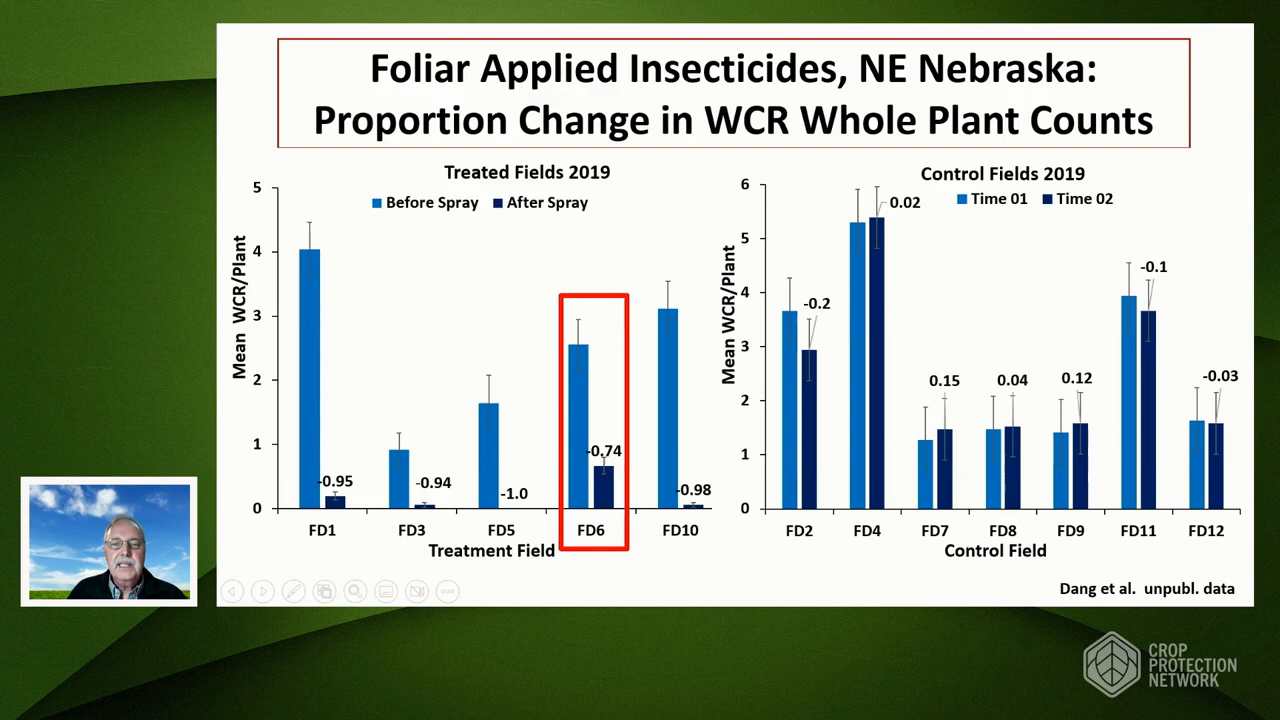 Foliar Applied Insecticides, NE Nebraska:
Proportion Change in WCR Whole Plant Counts
Treated Fields 2019
Before Spray After Spray
Mean WCR/Plant
5
4
3
2
1
0
-0.95
-0.94
-1.0
-0.74
-0.98
FD1 FD3 FD5 FD6 FD10
Treatment Field
Control Fields 2019
Time 01 Time 02
Mean WCR/Plant
6
5
4
3
2
1
0
-0.2
0.02
0.15
0.04
0.12
-0.1
-0.03
FD2 FD4 FD7 FD8 FD9 FD11 FD12
Control Field
Dang et al. unpubl. data
CROP
PROTECTION
NETWORK